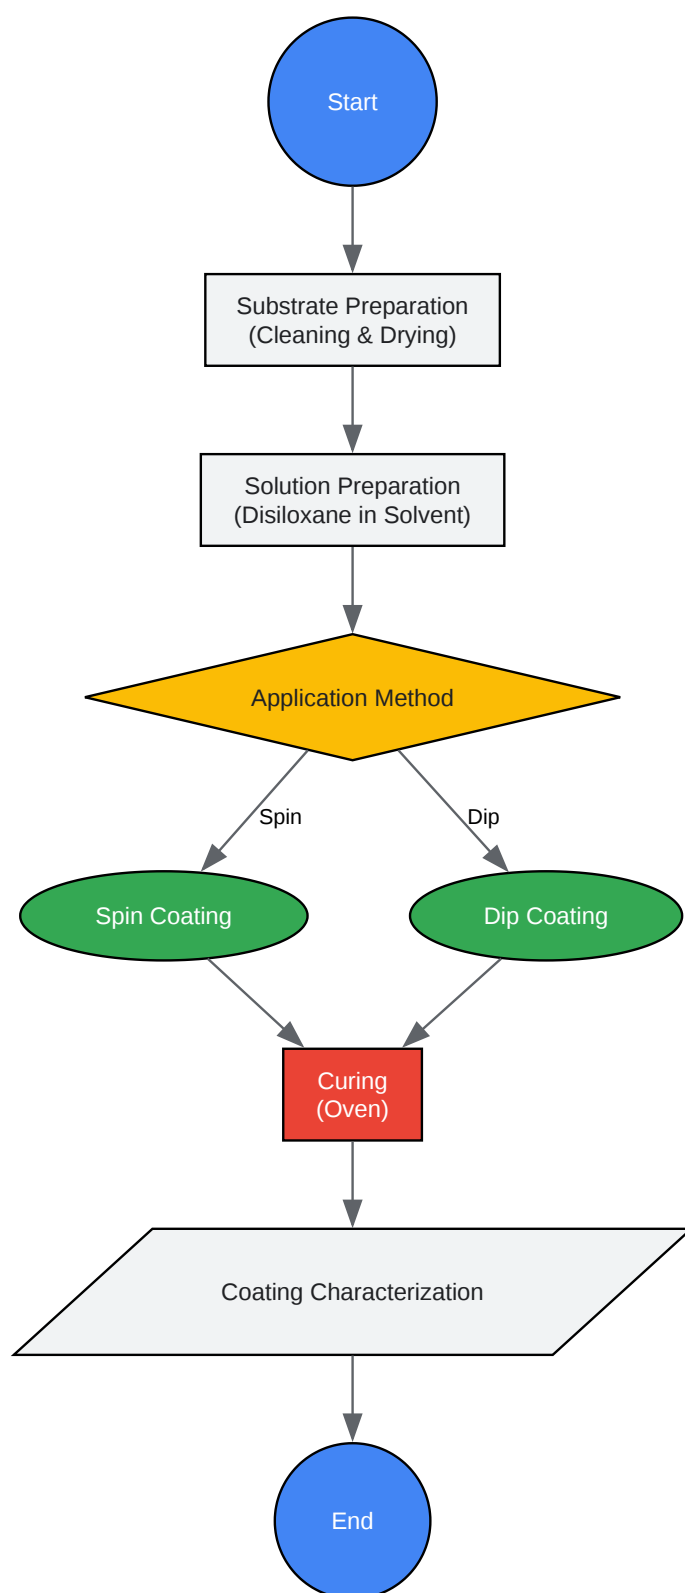 Start
Substrate Preparation
(Cleaning & Drying)
Solution Preparation
(Disiloxane in Solvent)
Application Method
Spin
Dip
Spin Coating
Dip Coating
Curing
(Oven)
Coating Characterization
End